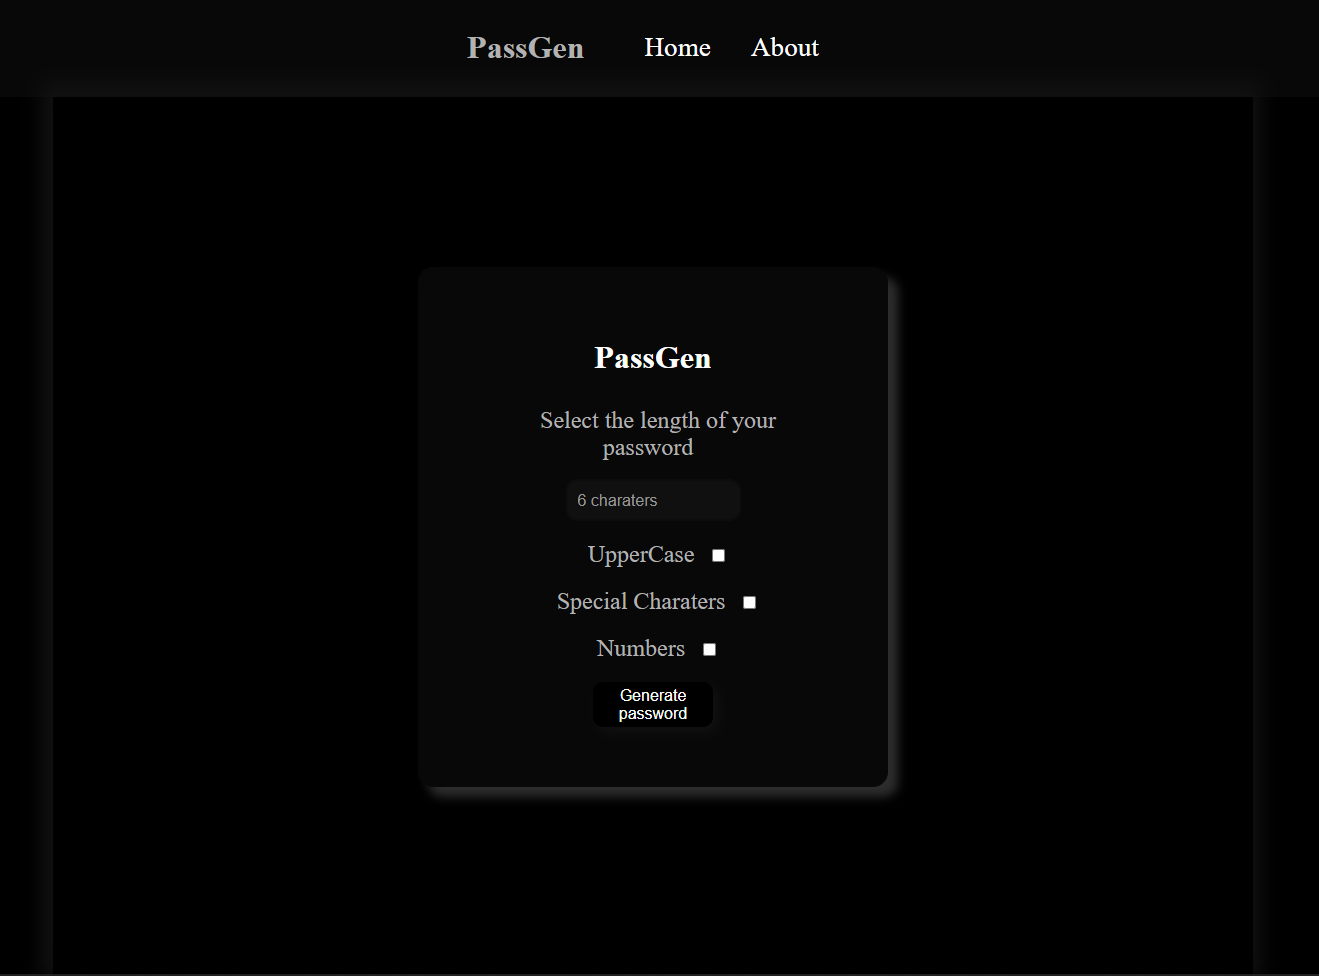 PassGen Home About
PassGen
Select the length of your
password
6 charaters
UpperCase
Special Charaters
Numbers
Generate
password